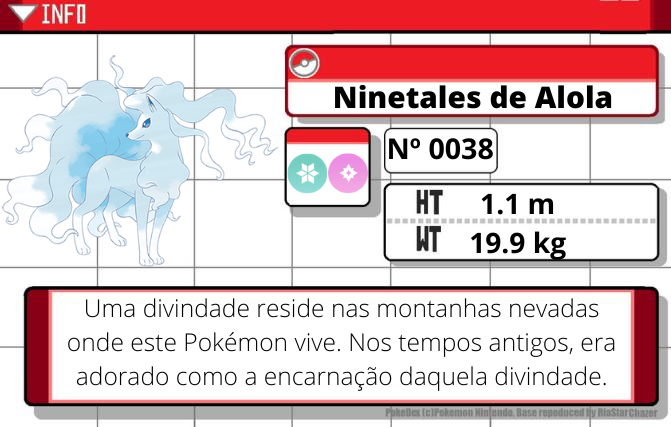 INFO
Ninetales de Alola
Nº 0038
HT 1.1 m
WT 19.9 kg
Uma divindade reside nas montanhas nevadas
onde este Pokémon vive. Nos tempos antigos, era
adorado como a encarnação daquela divindade.
PokeDex (c)Pokemon Nintendo. Base repoduced by RiaStarChazer